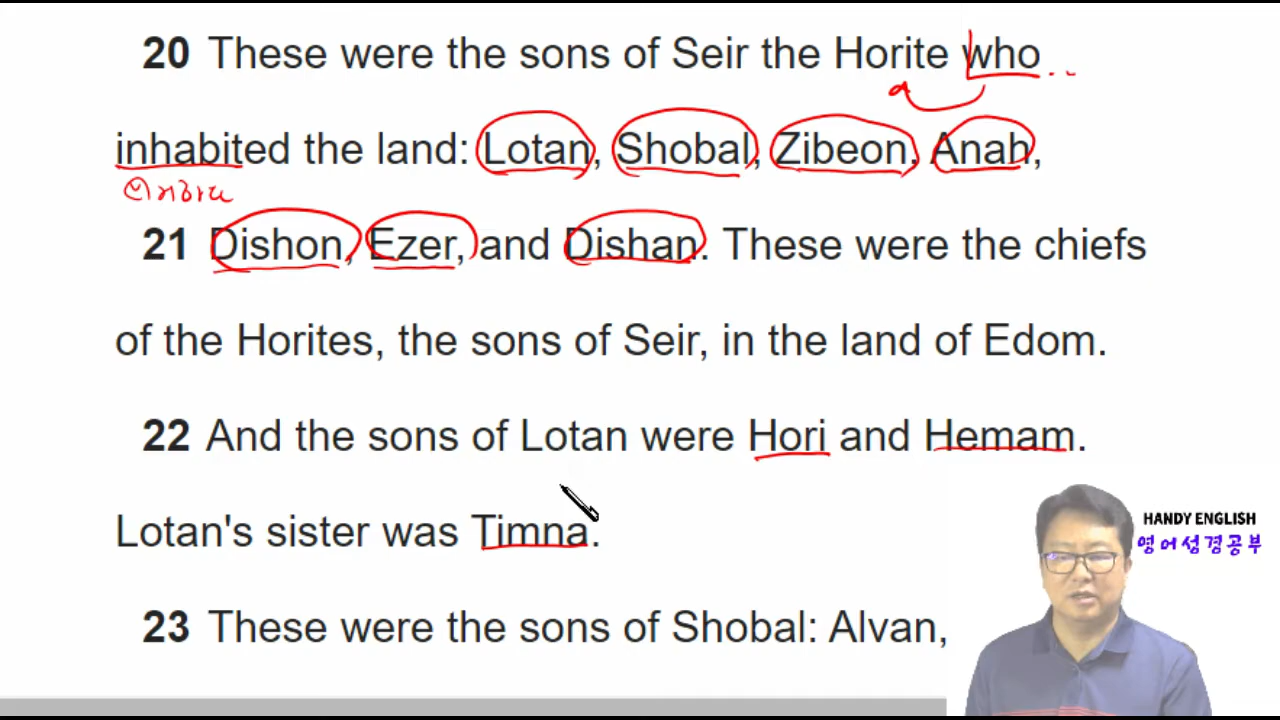 20 These were the sons of Seir the Horite who
inhabited the land: Lotan, Shobal, Zibeon, Anah,
21 Dishon, Ezer, and Dishan. These were the chiefs
of the Horites, the sons of Seir, in the land of Edom.
22 And the sons of Lotan were Hori and Hemam.
Lotan's sister was Timna.
23 These were the sons of Shobal: Alvan,
HANDY ENGLISH
영어성경공부